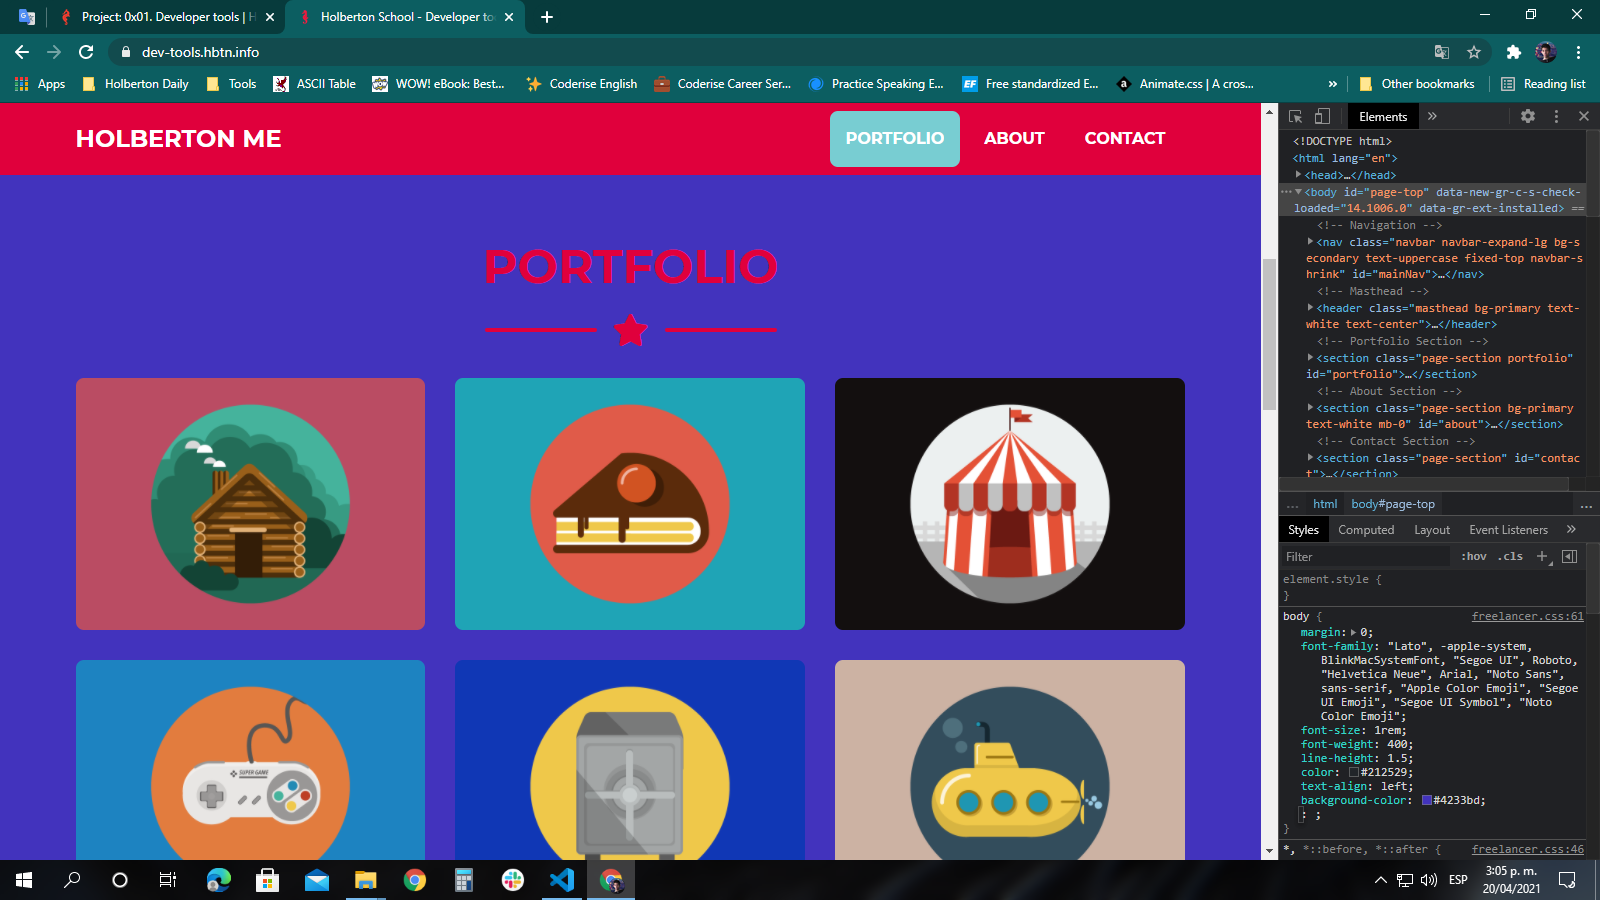 Project: 0x01. Developer tools | H
Holberton School - Developer to
dev-tools.hbtn.info
Apps
Holberton Daily
Tools
ASCII Table
WOW! eBook: Best...
Coderise English
Coderise Career Ser...
Practice Speaking E...
EF
Free standardized E...
a
Animate.css | A cros...
»
Other bookmarks
Reading list
HOLBERTON ME
PORTFOLIO
ABOUT
CONTACT
PORTFOLIO
SUPER GAME
Elements
»
<!DOCTYPE html>
<html lang="en">
<head>…</head>
<body id="page-top" data-new-gr-c-s-check-
loaded="14.1006.0" data-gr-ext-installed> ==
<!-- Navigation -->
<nav class="navbar navbar-expand-lg bg-s
econdary text-uppercase fixed-top navbar-s
hrink" id="mainNav">…</nav>
<!-- Masthead -->
<header class="masthead bg-primary text-
white text-center">…</header>
<!-- Portfolio Section -->
<section class="page-section portfolio"
id="portfolio">…</section>
<!-- About Section -->
<section class="page-section bg-primary
text-white mb-0" id="about">…</section>
<!-- Contact Section -->
<section class="page-section" id="contac
t">…</section>
... html body#page-top ...
Styles Computed Layout Event Listeners »
Filter :hov .cls +
element.style {
}
body { freelancer.css:61
margin: 0;
font-family: "Lato", -apple-system,
BlinkMacSystemFont, "Segoe UI", Roboto,
"Helvetica Neue", Arial, "Noto Sans",
sans-serif, "Apple Color Emoji", "Segoe
UI Emoji", "Segoe UI Symbol", "Noto
Color Emoji";
font-size: 1rem;
font-weight: 400;
line-height: 1.5;
color: #212529;
text-align: left;
background-color: #4233bd;
: ;
}
*, *::before, *::after { freelancer.css:46
ESP
3:05 p. m.
20/04/2021